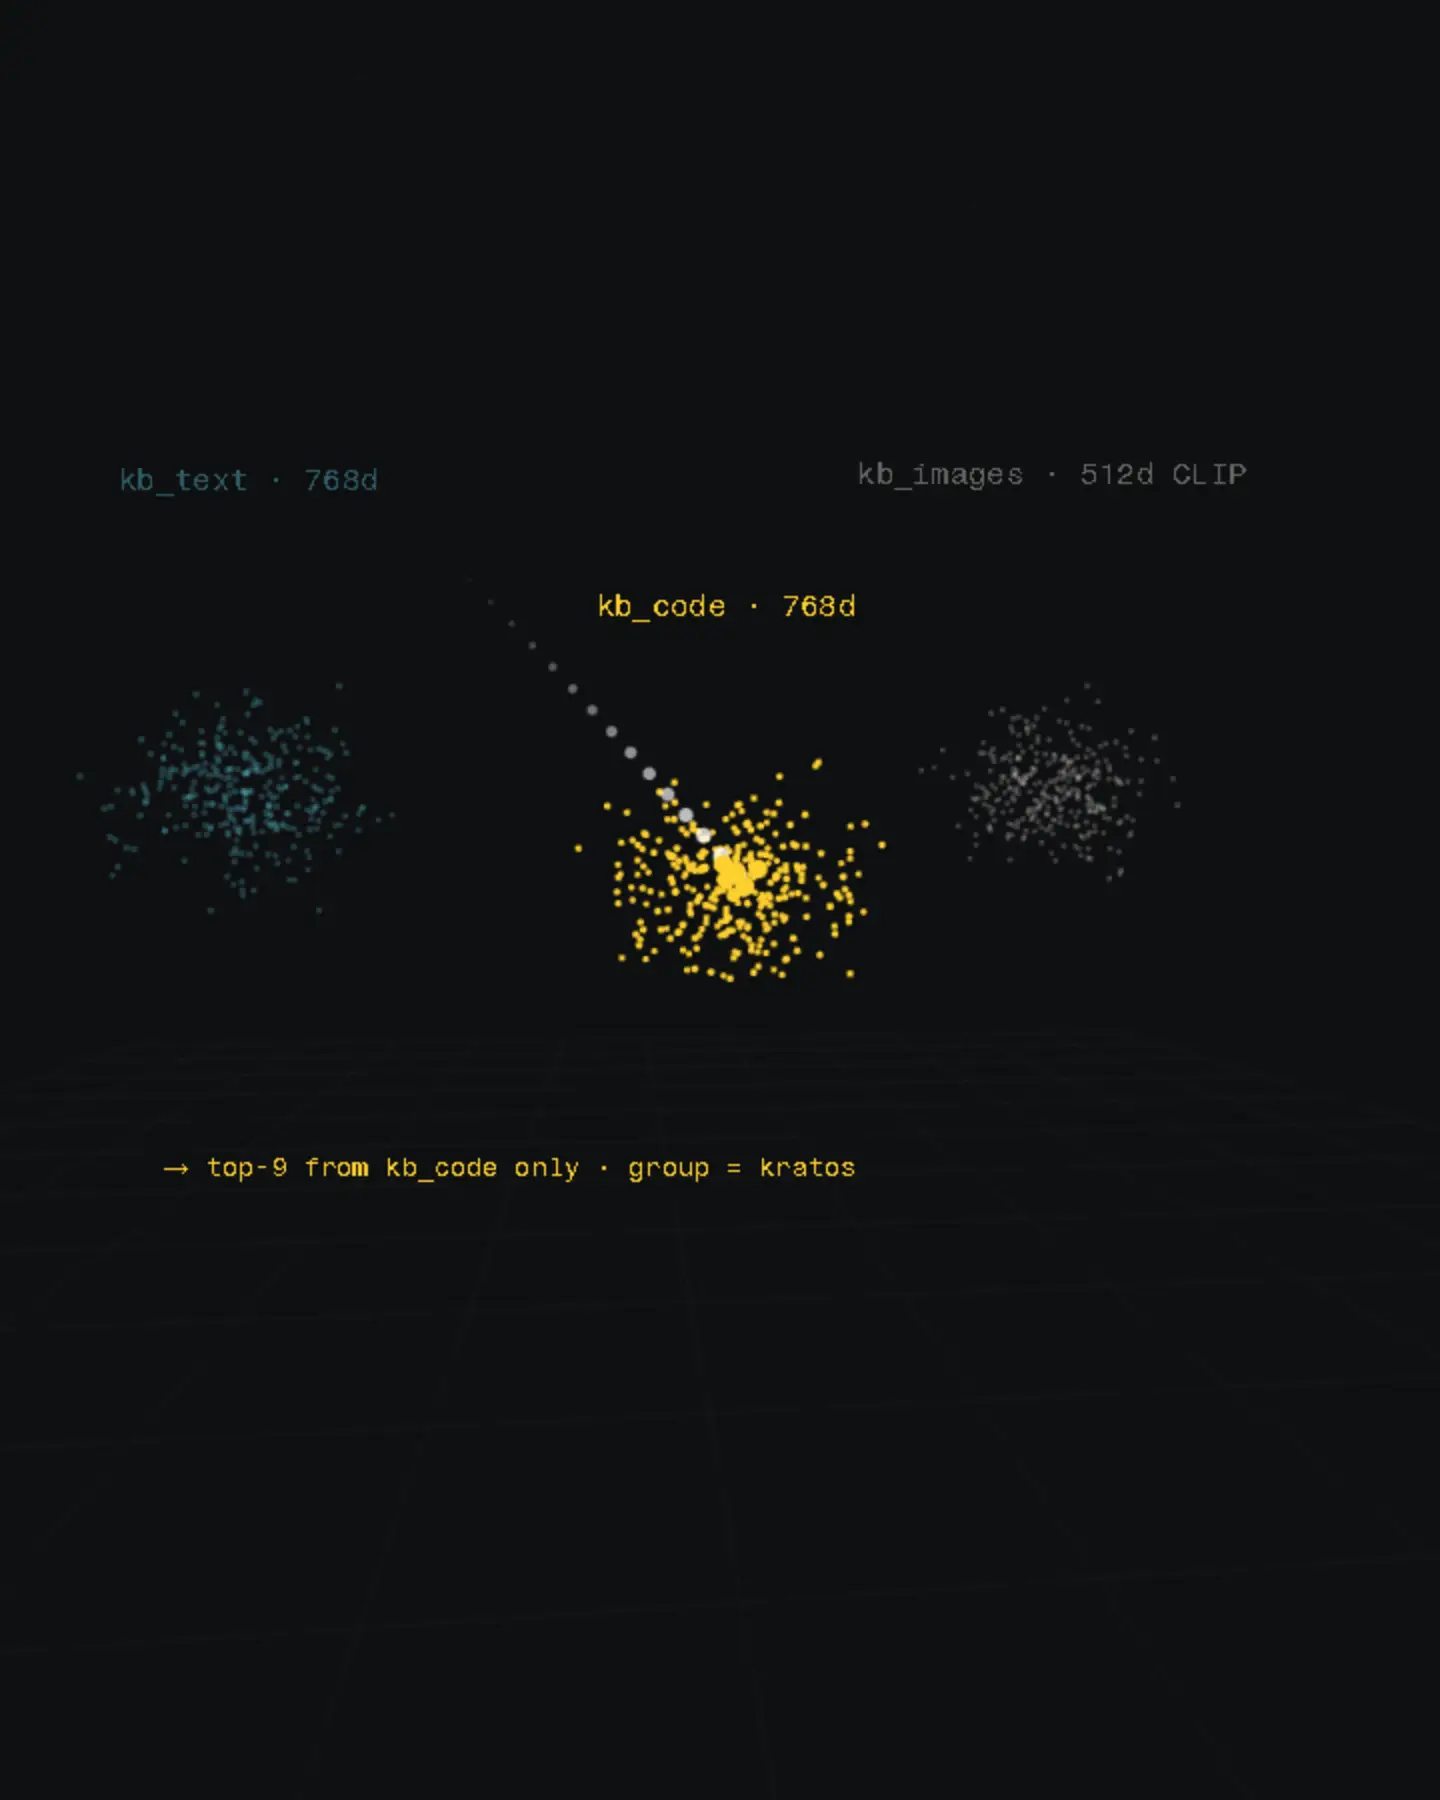 kb_text · 768d
kb_images · 512d CLIP
kb_code · 768d
→ top-9 from kb_code only · group = kratos